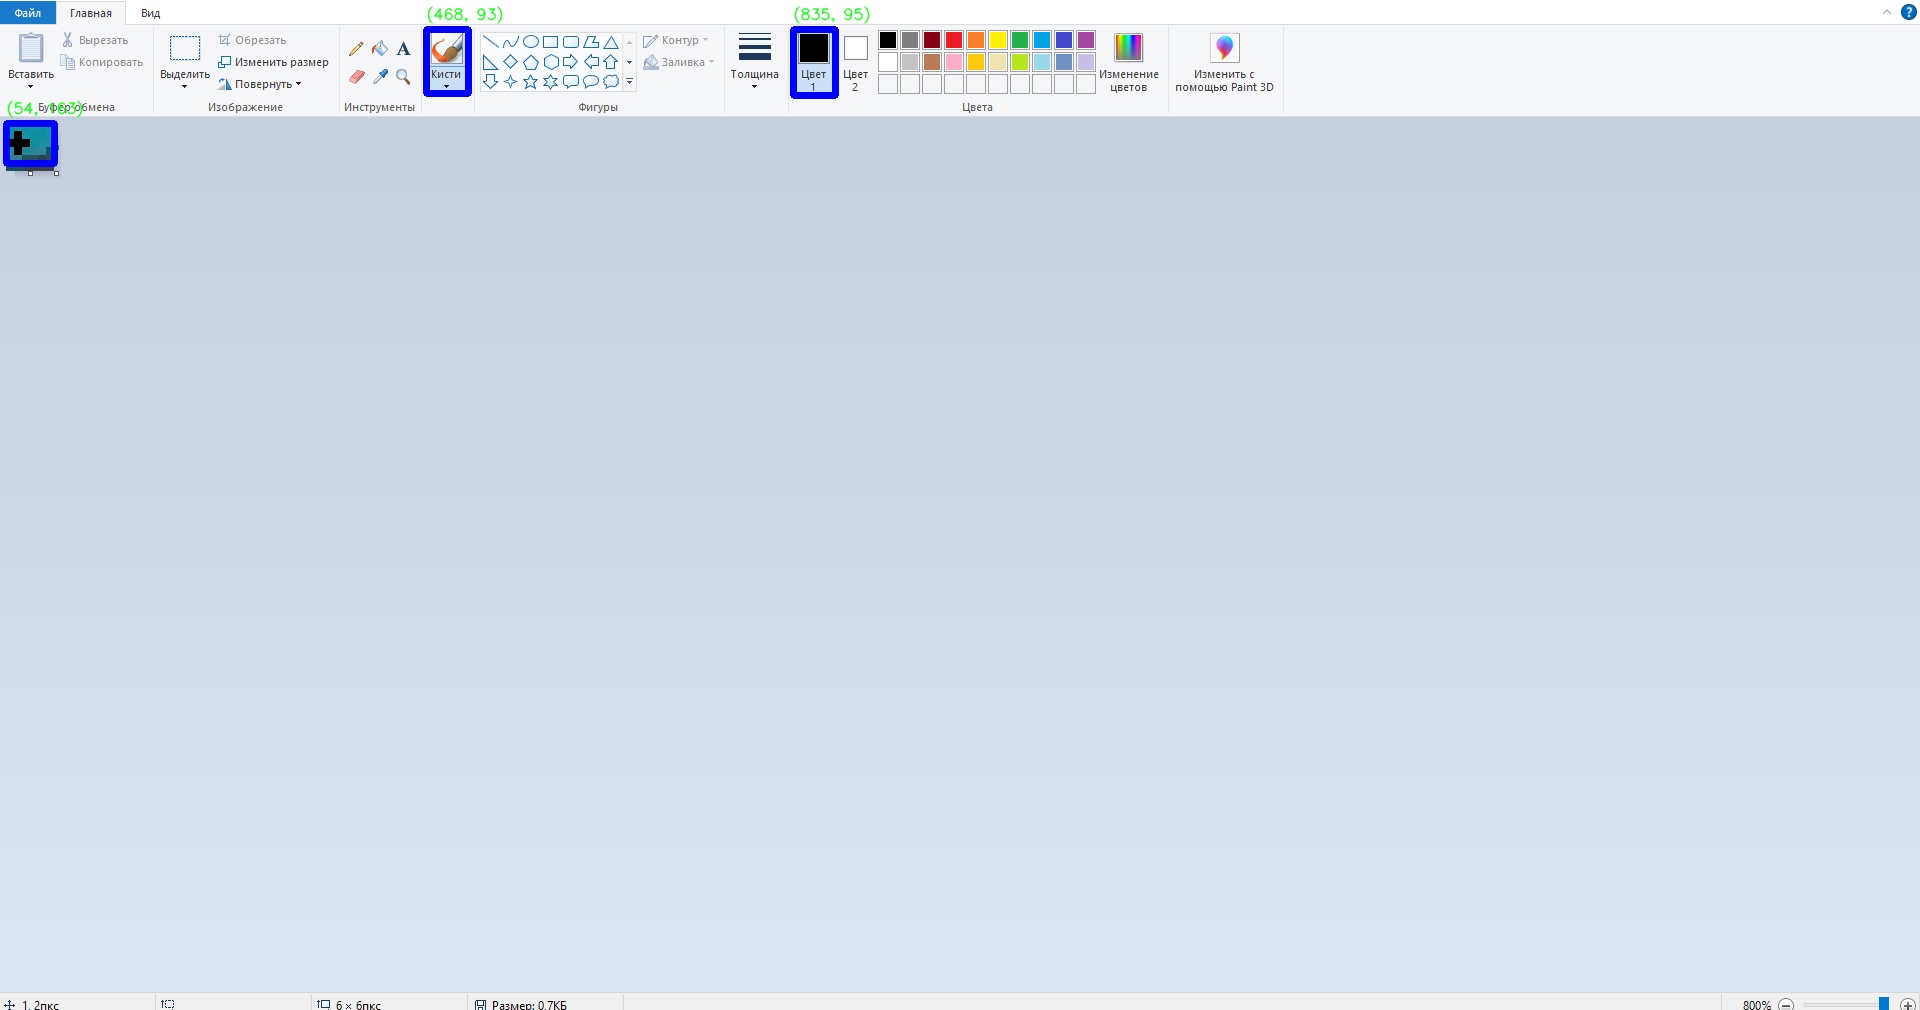 (468, 93) (835, 95)
Файл Главная Вид
Вставить Вырезать
Копировать
Выделить Обрезать
Изменить размер
Повернуть
A
Кисти
Контур
Заливка
Толщина
Цвет 1
Цвет 2
Изменение цветов
Изменить с помощью Paint 3D
Буфер обмена Изображение Инструменты Фигуры Цвета
1, 2пкс 6 × 6пкс Размер: 0,7КБ 800%